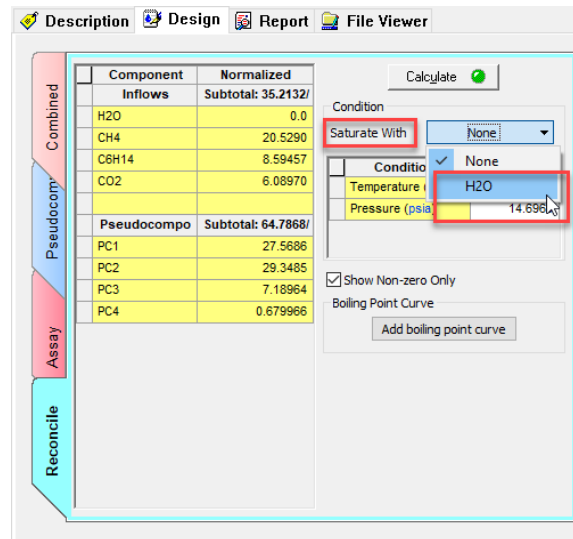 Description Design Report File Viewer
Combined
Pseudocom
Assay
Reconcile
Component Normalized
Inflows Subtotal: 35.2132/
H2O 0.0
CH4 20.5290
C6H14 8.59457
CO2 6.08970
Pseudocompo Subtotal: 64.7868/
PC1 27.5686
PC2 29.3485
PC3 7.18964
PC4 0.679966
Calculate
Condition
Saturate With None
None
H2O
Conditio
Temperature (
Pressure (psia) 14.696
Show Non-zero Only
Boiling Point Curve
Add boiling point curve